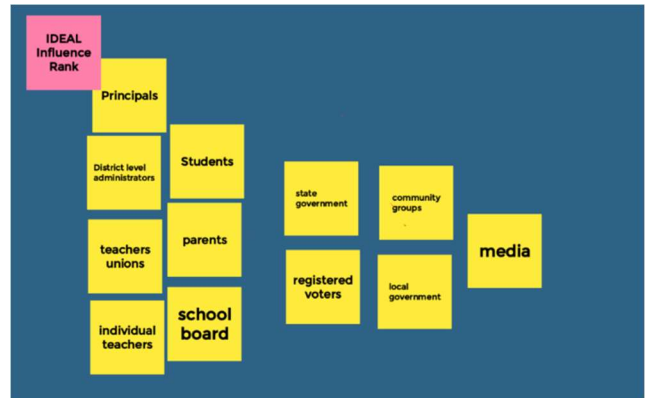 IDEAL
Influence
Rank
Principals
District level
administrators
Students
teachers
unions
parents
individual
teachers
school
board
state
government
community
groups
registered
voters
local
government
media